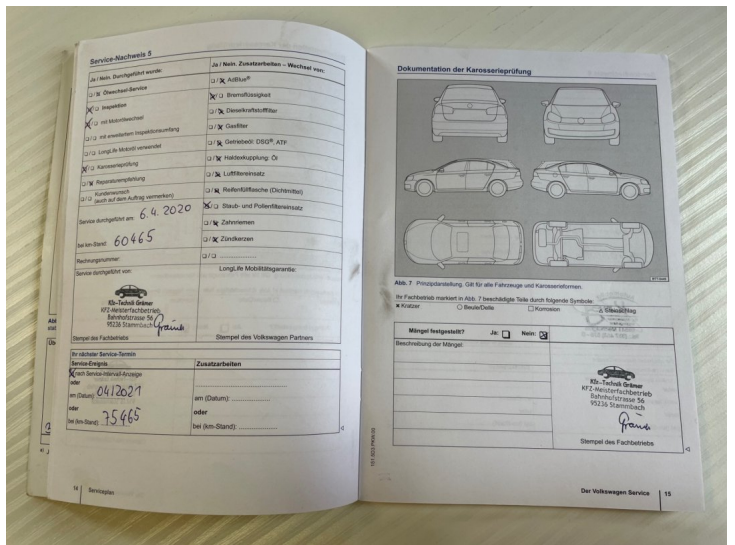 Service-Nachweis 5
Ja / Nein. Durchgeführt wurde:
□/☒ Ölwechsel-Service
☒/□ Inspektion
☒/□ mit Motorölwechsel
□/□ mit erweitertem Inspektionsumfang
□/□ LongLife Motoröl verwendet
☒/□ Karosserieprüfung
□/☒ Reparaturempfehlung
□/□ Kundenwunsch
(auch auf dem Auftrag vermerken)
Service durchgeführt am: 6.4.2020
bei km-Stand: 60465
Rechnungsnummer:
Service durchgeführt von:
Kfz-Technik Grämer
KFZ-Meisterfachbetrieb
Bahnhofstrasse 56
95236 Stammbach
Stempel des Fachbetriebs
Ja / Nein. Zusatzarbeiten – Wechsel von:
□/☒ AdBlue®
☒/□ Bremsflüssigkeit
□/☒ Dieselkraftstofffilter
□/☒ Gasfilter
□/☒ Getriebeöl: DSG®, ATF
□/☒ Haldexkupplung: Öl
□/☒ Luftfiltereinsatz
□/☒ Reifenfüllflasche (Dichtmittel)
☒/□ Staub- und Pollenfiltereinsatz
□/☒ Zahnriemen
□/☒ Zündkerzen
□/□ ....................
LongLife Mobilitätsgarantie:
Stempel des Volkswagen Partners
Ihr nächster Service-Termin
Service-Ereignis
☒ nach Service-Intervall-Anzeige
oder
am (Datum): 04/2021
oder
bei (km-Stand): 75465
Zusatzarbeiten
..............................
am (Datum): ....................
oder
bei (km-Stand): ....................
14 Serviceplan
Dokumentation der Karosserieprüfung
Abb. 7 Prinzipdarstellung. Gilt für alle Fahrzeuge und Karosserieformen.
Ihr Fachbetrieb markiert in Abb. 7 beschädigte Teile durch folgende Symbole:
× Kratzer ○ Beule/Delle □ Korrosion △ Steinschlag
Mängel festgestellt? Ja: □ Nein: ☒
Beschreibung der Mängel:
Kfz-Technik Grämer
KFZ-Meisterfachbetrieb
Bahnhofstrasse 56
95236 Stammbach
Stempel des Fachbetriebs
Der Volkswagen Service 15